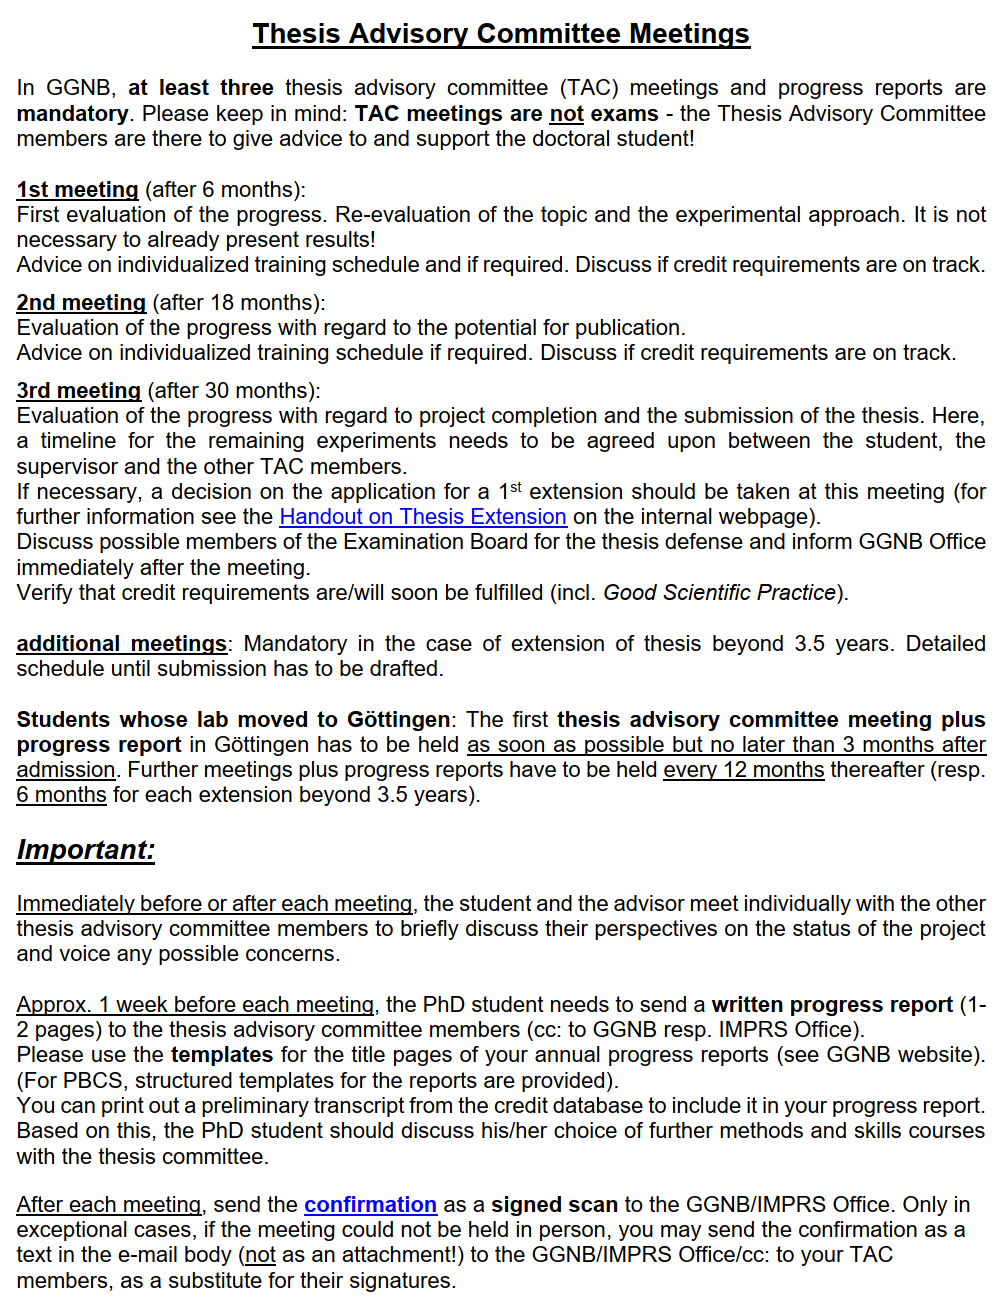 Thesis Advisory Committee Meetings
In GGNB, at least three thesis advisory committee (TAC) meetings and progress reports are
mandatory. Please keep in mind: TAC meetings are not exams - the Thesis Advisory Committee
members are there to give advice to and support the doctoral student!
1st meeting (after 6 months):
First evaluation of the progress. Re-evaluation of the topic and the experimental approach. It is not
necessary to already present results!
Advice on individualized training schedule and if required. Discuss if credit requirements are on track.
2nd meeting (after 18 months):
Evaluation of the progress with regard to the potential for publication.
Advice on individualized training schedule if required. Discuss if credit requirements are on track.
3rd meeting (after 30 months):
Evaluation of the progress with regard to project completion and the submission of the thesis. Here,
a timeline for the remaining experiments needs to be agreed upon between the student, the
supervisor and the other TAC members.
If necessary, a decision on the application for a 1st extension should be taken at this meeting (for
further information see the Handout on Thesis Extension on the internal webpage).
Discuss possible members of the Examination Board for the thesis defense and inform GGNB Office
immediately after the meeting.
Verify that credit requirements are/will soon be fulfilled (incl. Good Scientific Practice).
additional meetings: Mandatory in the case of extension of thesis beyond 3.5 years. Detailed
schedule until submission has to be drafted.
Students whose lab moved to Göttingen: The first thesis advisory committee meeting plus
progress report in Göttingen has to be held as soon as possible but no later than 3 months after
admission. Further meetings plus progress reports have to be held every 12 months thereafter (resp.
6 months for each extension beyond 3.5 years).
Important:
Immediately before or after each meeting, the student and the advisor meet individually with the other
thesis advisory committee members to briefly discuss their perspectives on the status of the project
and voice any possible concerns.
Approx. 1 week before each meeting, the PhD student needs to send a written progress report (1-
2 pages) to the thesis advisory committee members (cc: to GGNB resp. IMPRS Office).
Please use the templates for the title pages of your annual progress reports (see GGNB website).
(For PBCS, structured templates for the reports are provided).
You can print out a preliminary transcript from the credit database to include it in your progress report.
Based on this, the PhD student should discuss his/her choice of further methods and skills courses
with the thesis committee.
After each meeting, send the confirmation as a signed scan to the GGNB/IMPRS Office. Only in
exceptional cases, if the meeting could not be held in person, you may send the confirmation as a
text in the e-mail body (not as an attachment!) to the GGNB/IMPRS Office/cc: to your TAC
members, as a substitute for their signatures.